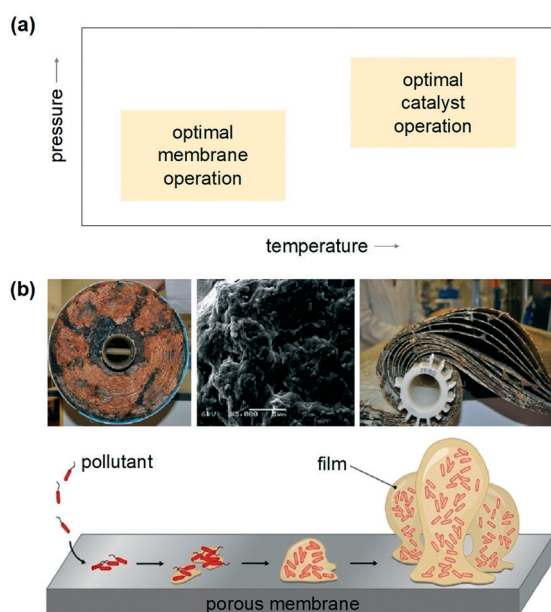 (a)
pressure
optimal
membrane
operation
optimal
catalyst
operation
temperature
(b)
pollutant
film
porous membrane